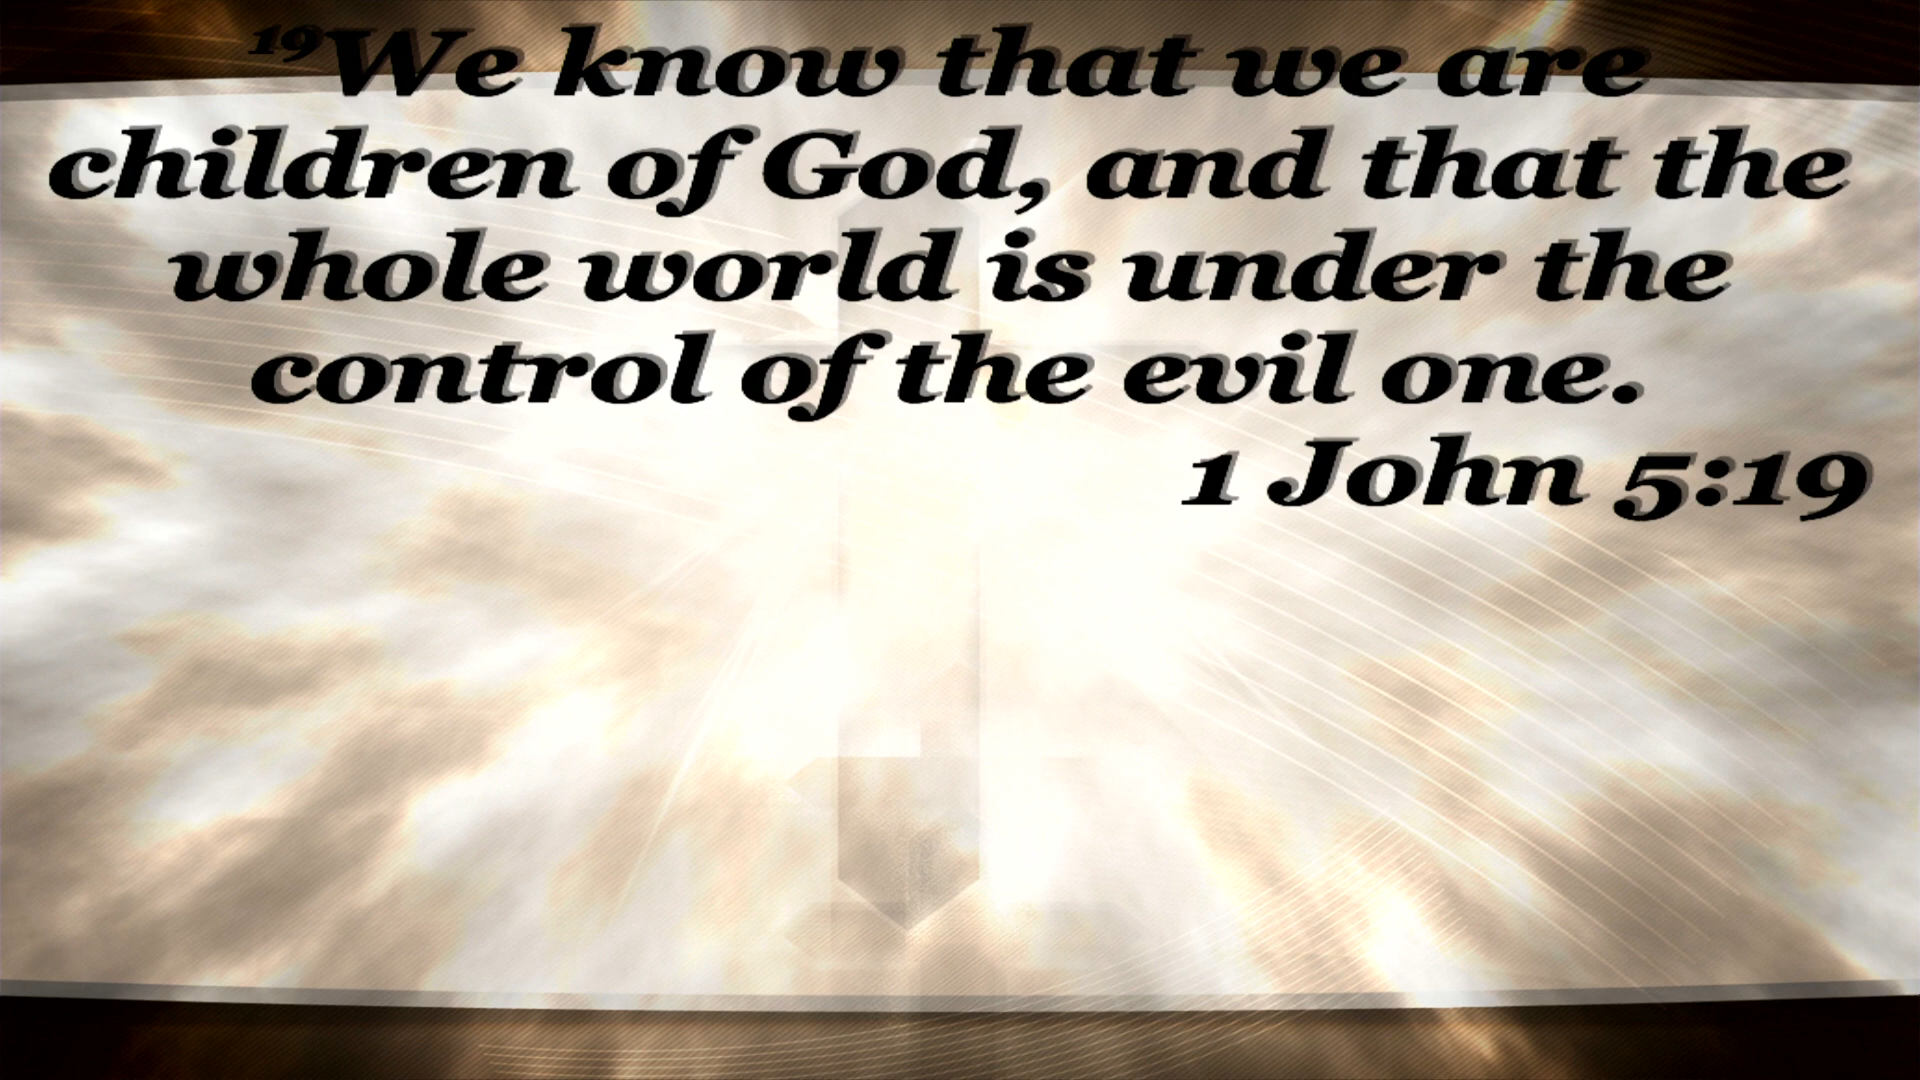 ¹⁹We know that we are
children of God, and that the
whole world is under the
control of the evil one.
1 John 5:19